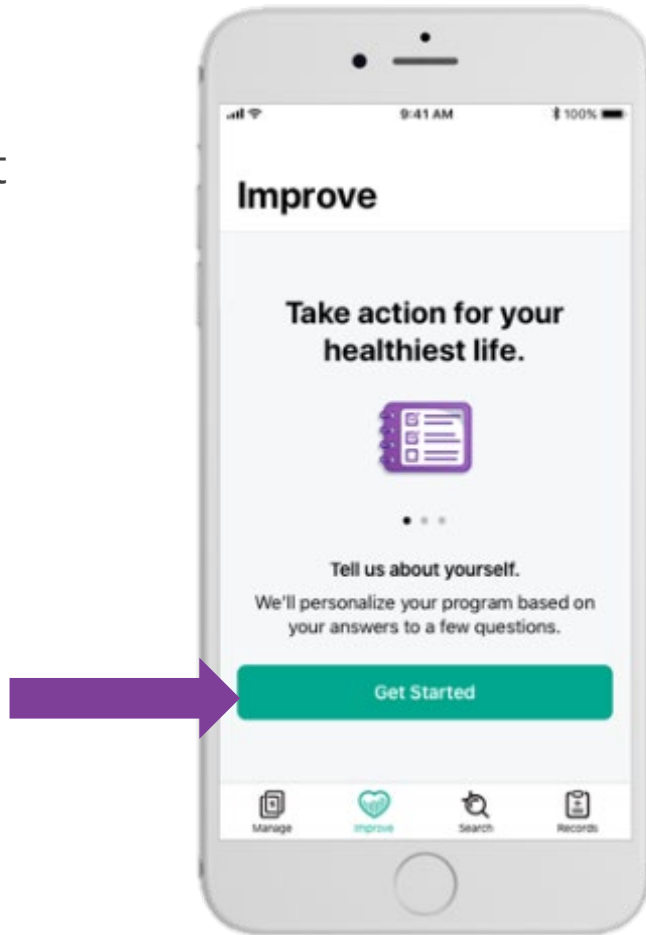 9:41 AM 100%
Improve
Take action for your
healthiest life.
Tell us about yourself.
We'll personalize your program based on
your answers to a few questions.
Get Started
Manage Improve Search Records